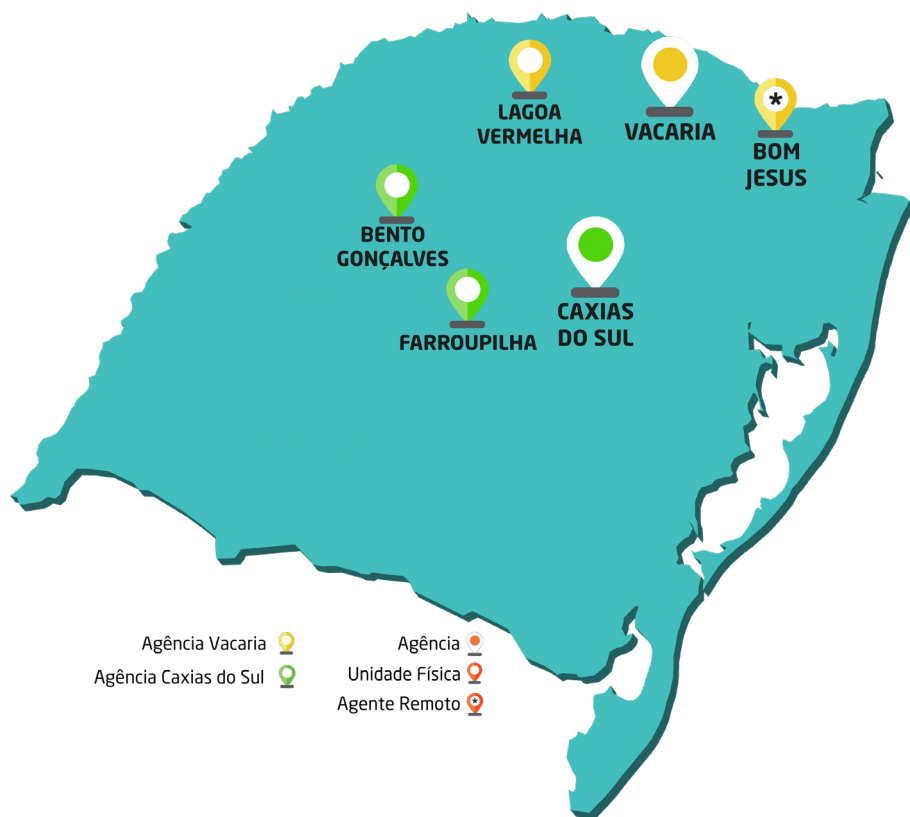 LAGOA
VERMELHA
VACARIA
*
BOM
JESUS
BENTO
GONÇALVES
FARROUPILHA
CAXIAS
DO SUL
Agência Vacaria
Agência Caxias do Sul
Agência
Unidade Física
Agente Remoto
*